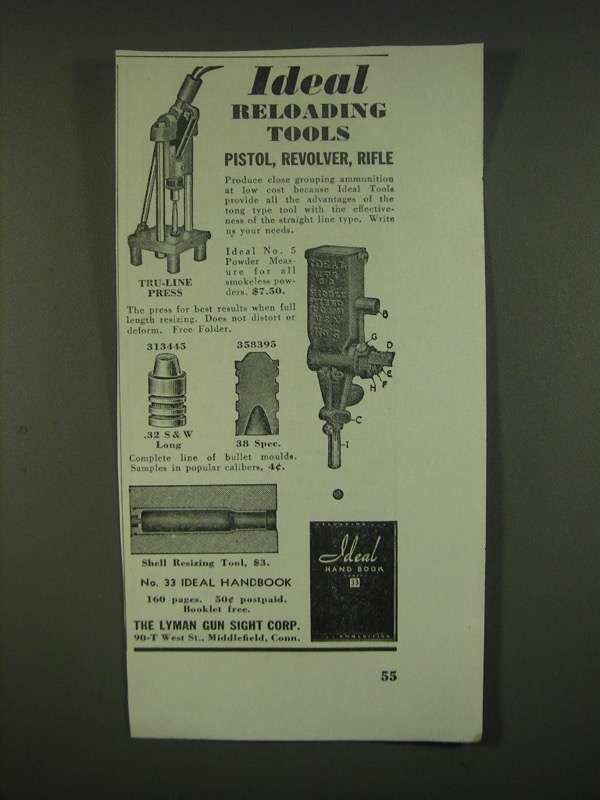 Ideal
RELOADING
TOOLS
PISTOL, REVOLVER, RIFLE
Produce close grouping ammunition
at low cost because Ideal Tools
provide all the advantages of the
tong type tool with the effective-
ness of the straight line type. Write
us your needs.
TRU-LINE
PRESS
Ideal No. 5
Powder Meas-
ure for all
smokeless pow-
ders. $7.50.
The press for best results when full
length resizing. Does not distort or
deform. Free Folder.
IDEAL
B
G
D
E
F
H
C
I
313445
358395
.32 S & W
Long
38 Spec.
Complete line of bullet moulds.
Samples in popular calibers, 4¢.
Shell Resizing Tool, $3.
No. 33 IDEAL HANDBOOK
160 pages. 50¢ postpaid.
Booklet free.
THE LYMAN GUN SIGHT CORP.
90-T West St., Middlefield, Conn.
Ideal
HAND BOOK
33
AMMUNITION
55